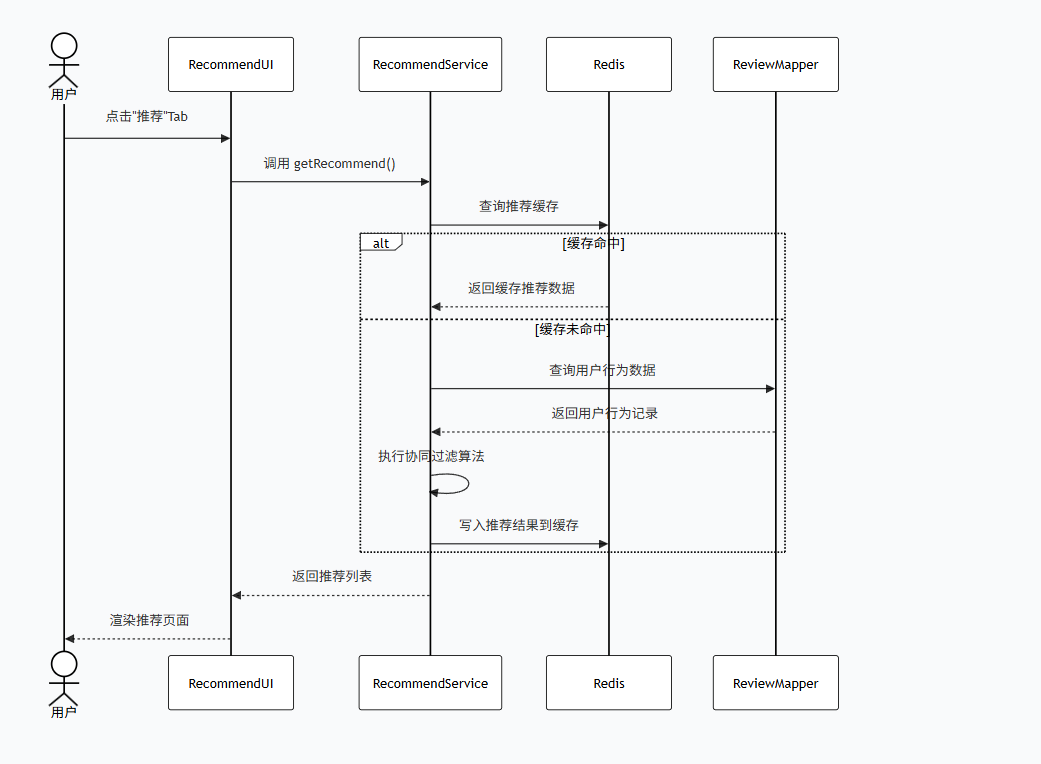 用户
RecommendUI
RecommendService
Redis
ReviewMapper
点击"推荐"Tab
调用 getRecommend()
查询推荐缓存
alt
[缓存命中]
返回缓存推荐数据
[缓存未命中]
查询用户行为数据
返回用户行为记录
执行协同过滤算法
写入推荐结果到缓存
返回推荐列表
渲染推荐页面
用户
RecommendUI
RecommendService
Redis
ReviewMapper